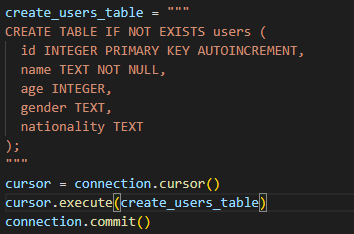 create_users_table = """
CREATE TABLE IF NOT EXISTS users (
  id INTEGER PRIMARY KEY AUTOINCREMENT,
  name TEXT NOT NULL,
  age INTEGER,
  gender TEXT,
  nationality TEXT
);
"""
cursor = connection.cursor()
cursor.execute(create_users_table)
connection.commit()